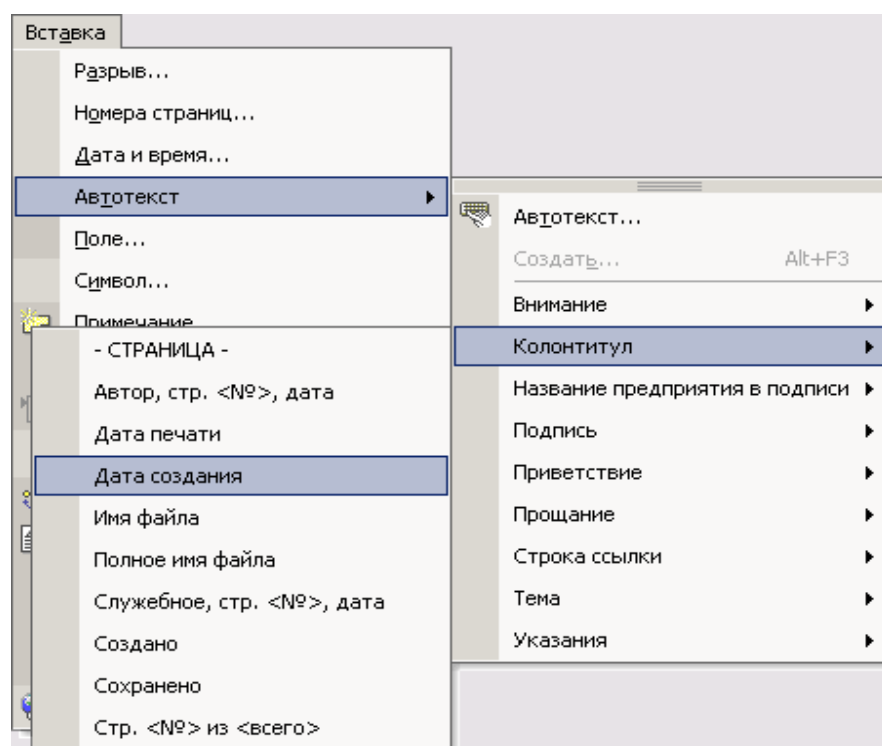 Вставка
Разрыв...
Номера страниц...
Дата и время...
Автотекст
Поле...
Символ...
Примечание
Автотекст...
Создать... Alt+F3
Внимание
Колонтитул
Название предприятия в подписи
Подпись
Приветствие
Прощание
Строка ссылки
Тема
Указания
- СТРАНИЦА -
Автор, стр. <№>, дата
Дата печати
Дата создания
Имя файла
Полное имя файла
Служебное, стр. <№>, дата
Создано
Сохранено
Стр. <№> из <всего>